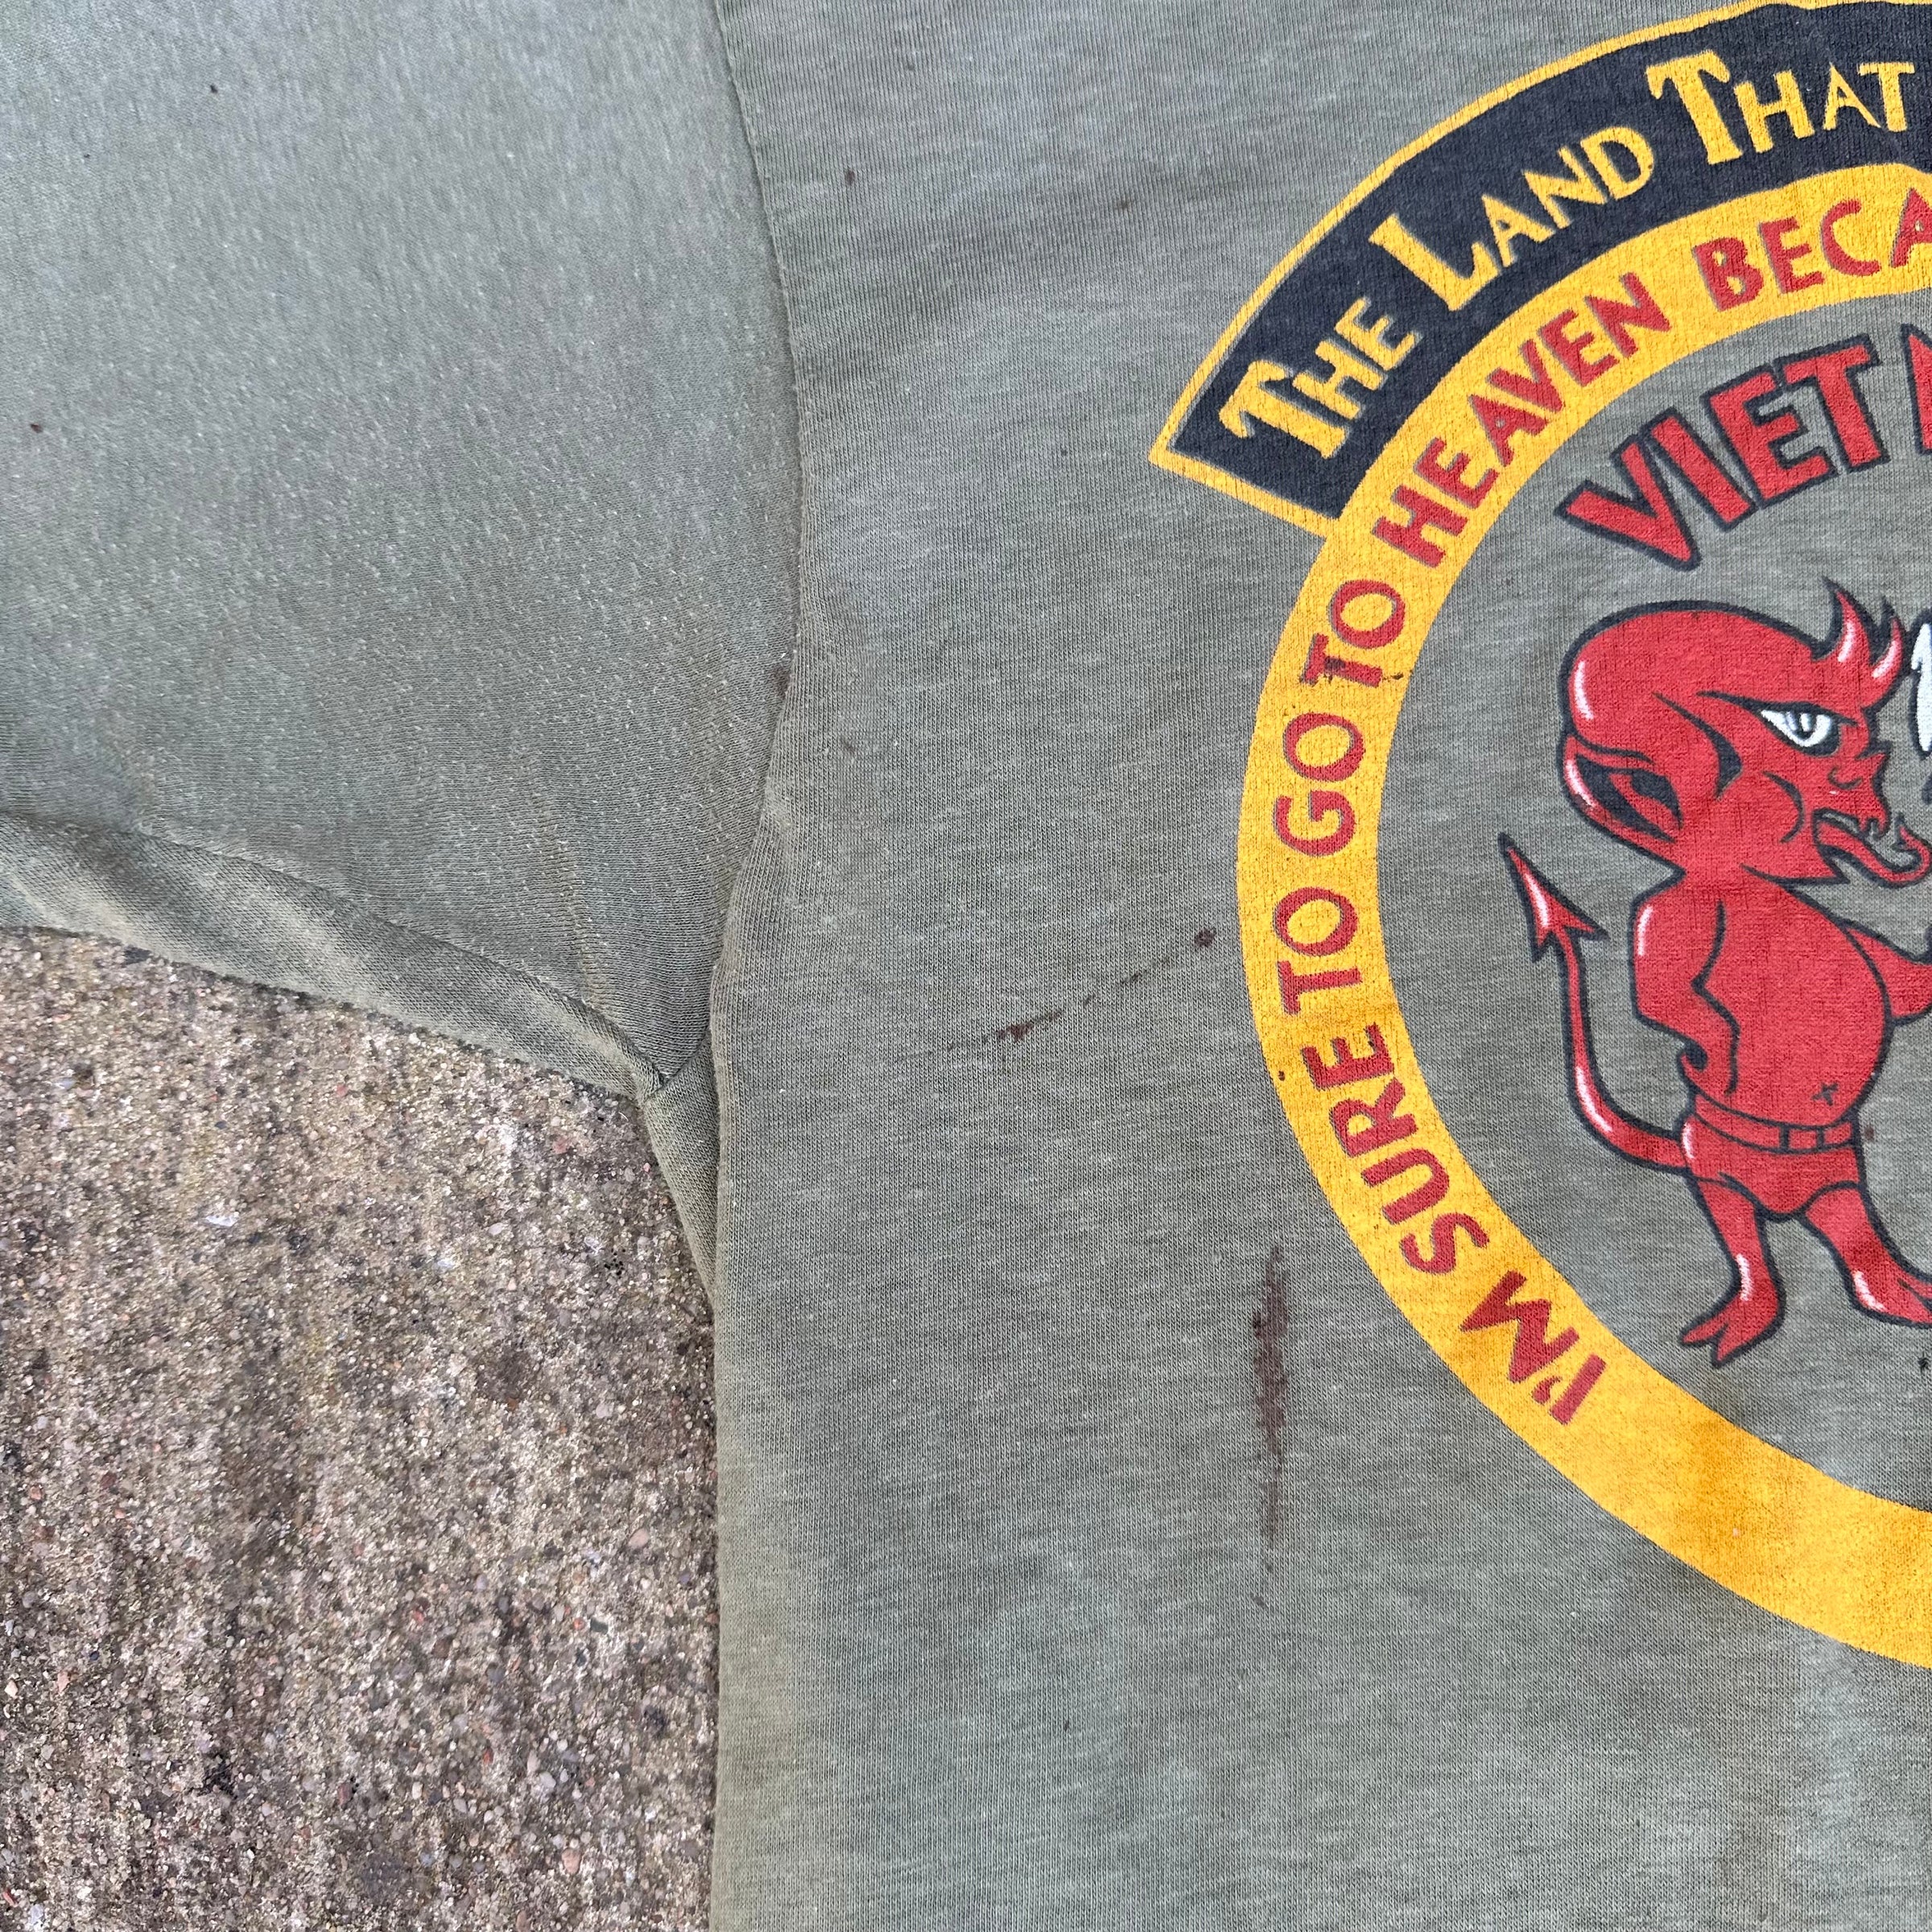 THE LAND THAT
I'M SURE TO GO TO HEAVEN BECA
VIET